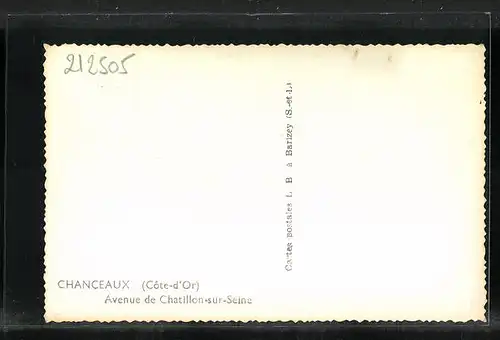 212505
Cartes postales L. B. à Barizey (S.-et-L.)
CHANCEAUX (Côte-d'Or)
Avenue de Chatillon-sur-Seine